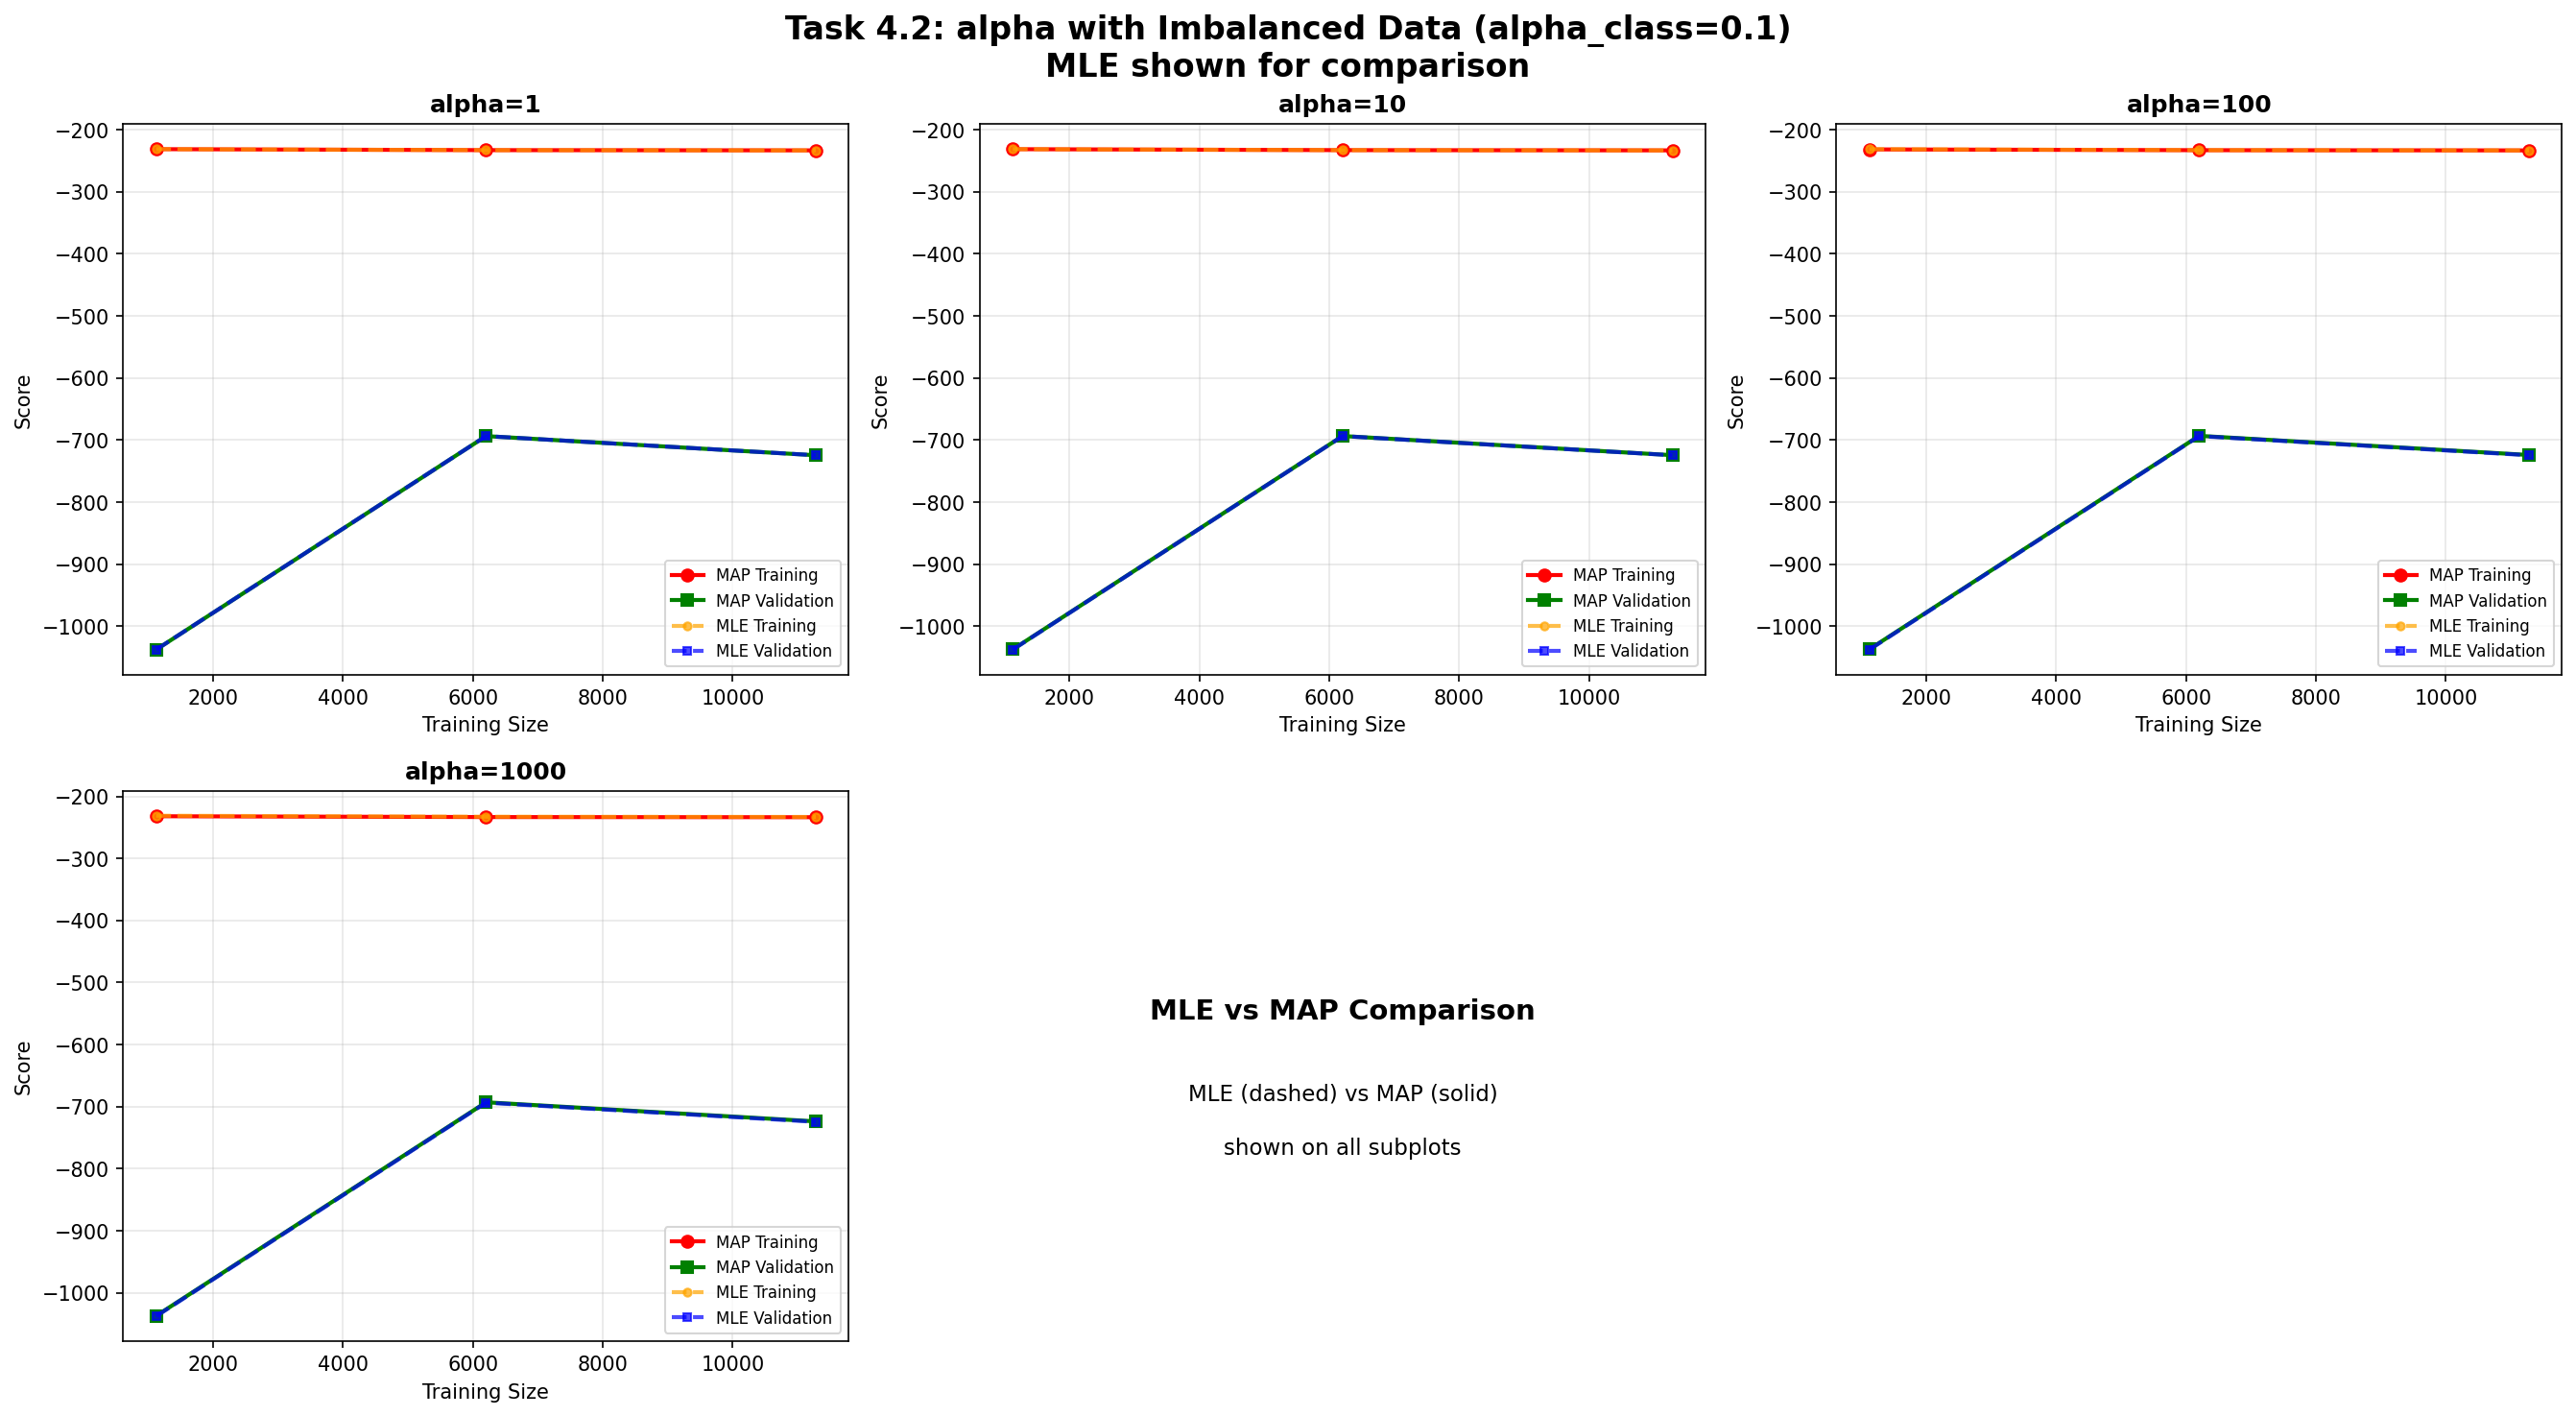 Task 4.2: alpha with Imbalanced Data (alpha_class=0.1)
MLE shown for comparison
alpha=1
−200
−300
−400
−500
−600
−700
−800
−900
−1000
Score
2000 4000 6000 8000 10000
Training Size
MAP Training
MAP Validation
MLE Training
MLE Validation
alpha=10
−200
−300
−400
−500
−600
−700
−800
−900
−1000
Score
2000 4000 6000 8000 10000
Training Size
MAP Training
MAP Validation
MLE Training
MLE Validation
alpha=100
−200
−300
−400
−500
−600
−700
−800
−900
−1000
Score
2000 4000 6000 8000 10000
Training Size
MAP Training
MAP Validation
MLE Training
MLE Validation
alpha=1000
−200
−300
−400
−500
−600
−700
−800
−900
−1000
Score
2000 4000 6000 8000 10000
Training Size
MAP Training
MAP Validation
MLE Training
MLE Validation
MLE vs MAP Comparison
MLE (dashed) vs MAP (solid)
shown on all subplots